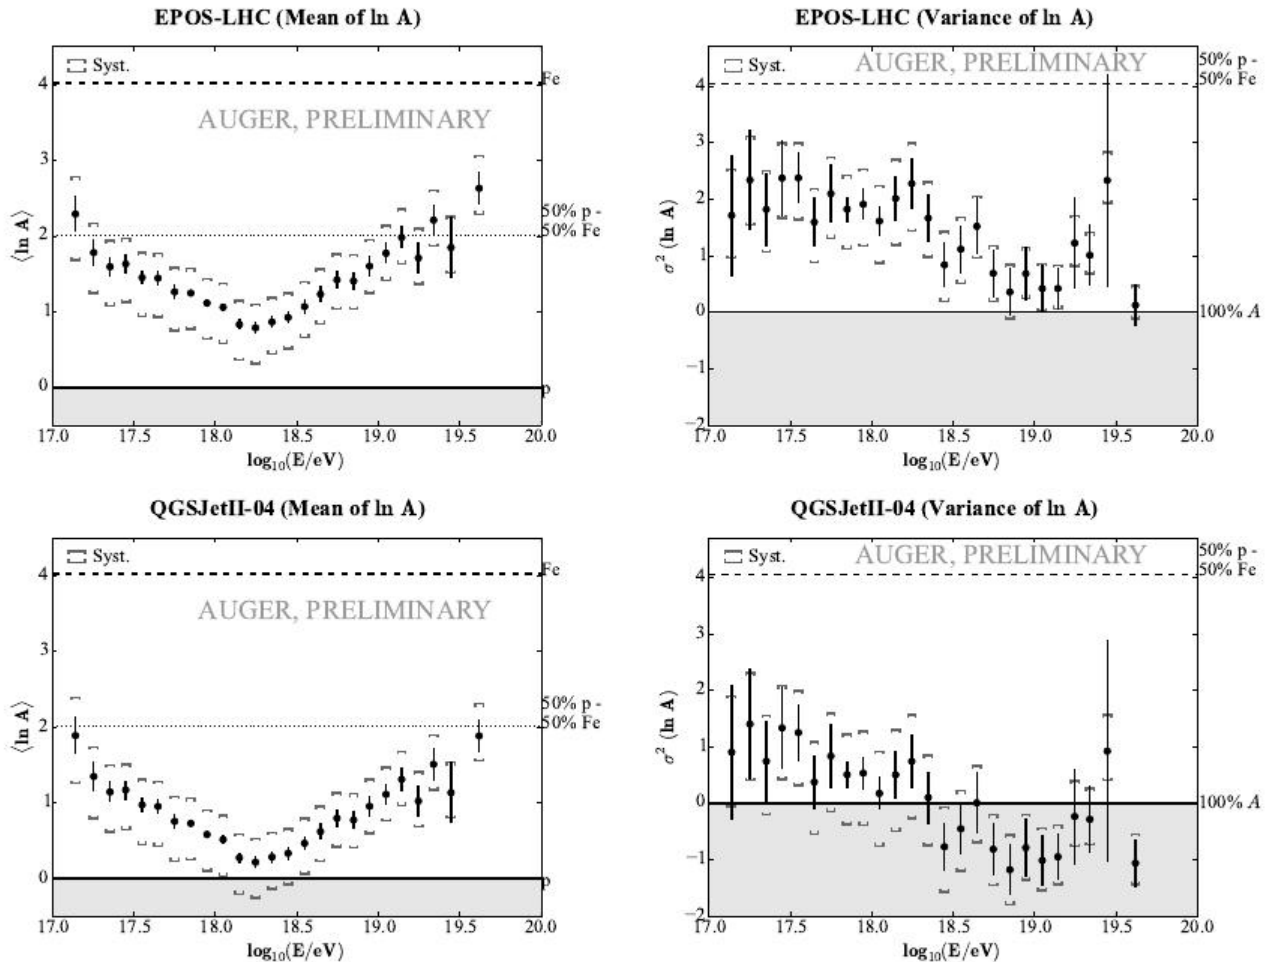 EPOS-LHC (Mean of ln A)
Syst.
AUGER, PRELIMINARY
Fe
50% p -
50% Fe
p
4
3
2
1
0
⟨ln A⟩
17.0 17.5 18.0 18.5 19.0 19.5 20.0
log₁₀(E/eV)
EPOS-LHC (Variance of ln A)
Syst.
AUGER, PRELIMINARY
50% p -
50% Fe
100% A
4
3
2
1
0
−1
−2
σ² (ln A)
17.0 17.5 18.0 18.5 19.0 19.5 20.0
log₁₀(E/eV)
QGSJetII-04 (Mean of ln A)
Syst.
AUGER, PRELIMINARY
Fe
50% p -
50% Fe
p
4
3
2
1
0
⟨ln A⟩
17.0 17.5 18.0 18.5 19.0 19.5 20.0
log₁₀(E/eV)
QGSJetII-04 (Variance of ln A)
Syst.
AUGER, PRELIMINARY
50% p -
50% Fe
100% A
4
3
2
1
0
−1
−2
σ² (ln A)
17.0 17.5 18.0 18.5 19.0 19.5 20.0
log₁₀(E/eV)